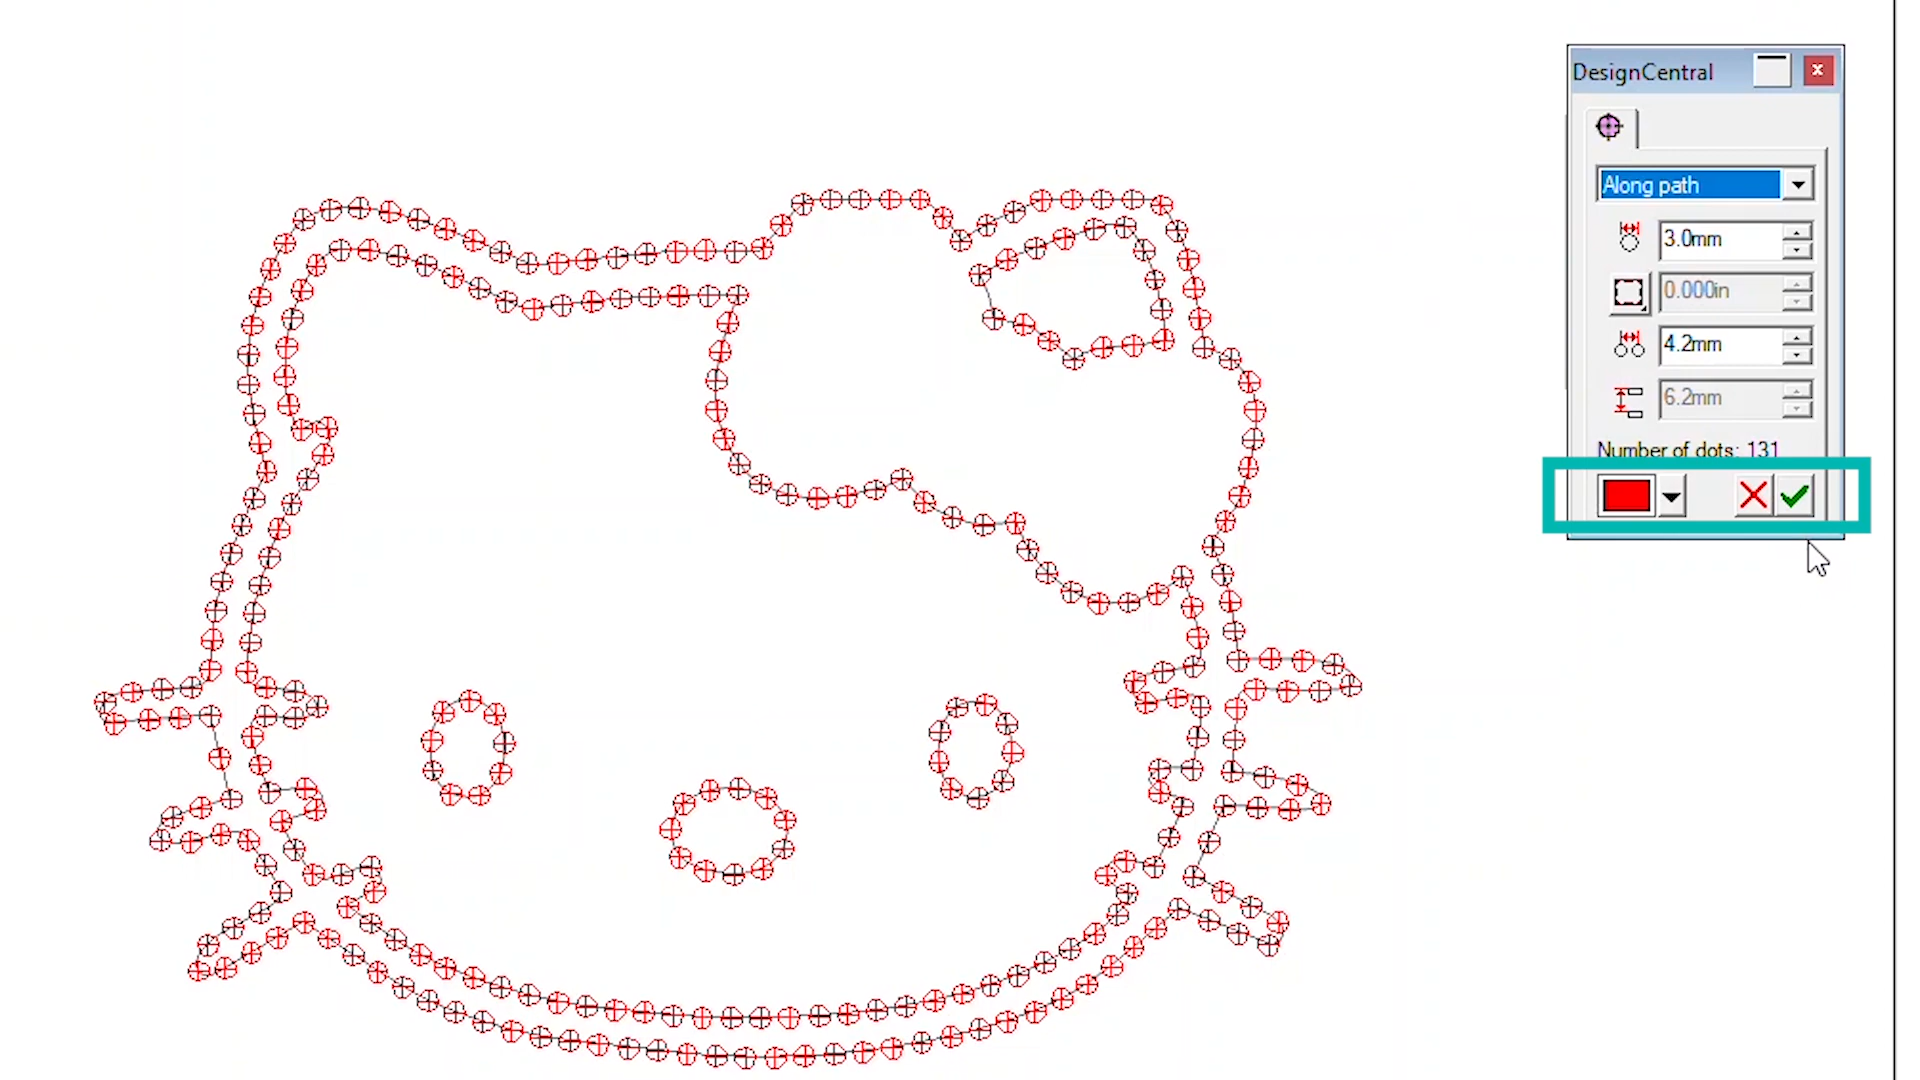 DesignCentral
Along path
3.0mm
0.000in
4.2mm
6.2mm
Number of dots: 131